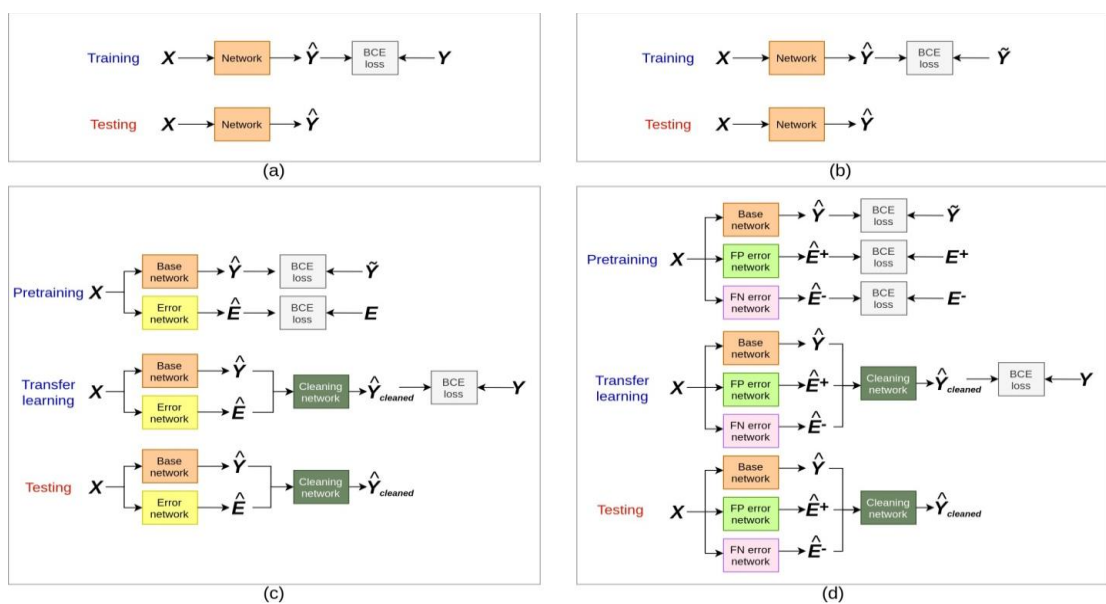 Training X Network Ŷ BCE loss Y
Testing X Network Ŷ
(a)
Training X Network Ŷ BCE loss Ỹ
Testing X Network Ŷ
(b)
Pretraining X
Base network Ŷ BCE loss Ỹ
Error network Ê BCE loss E
Transfer learning X
Base network Ŷ
Error network Ê
Cleaning network Ŷcleaned BCE loss Y
Testing X
Base network Ŷ
Error network Ê
Cleaning network Ŷcleaned
(c)
Pretraining X
Base network Ŷ BCE loss Ỹ
FP error network Ê+ BCE loss E+
FN error network Ê- BCE loss E-
Transfer learning X
Base network Ŷ
FP error network Ê+
FN error network Ê-
Cleaning network Ŷcleaned BCE loss Y
Testing X
Base network Ŷ
FP error network Ê+
FN error network Ê-
Cleaning network Ŷcleaned
(d)